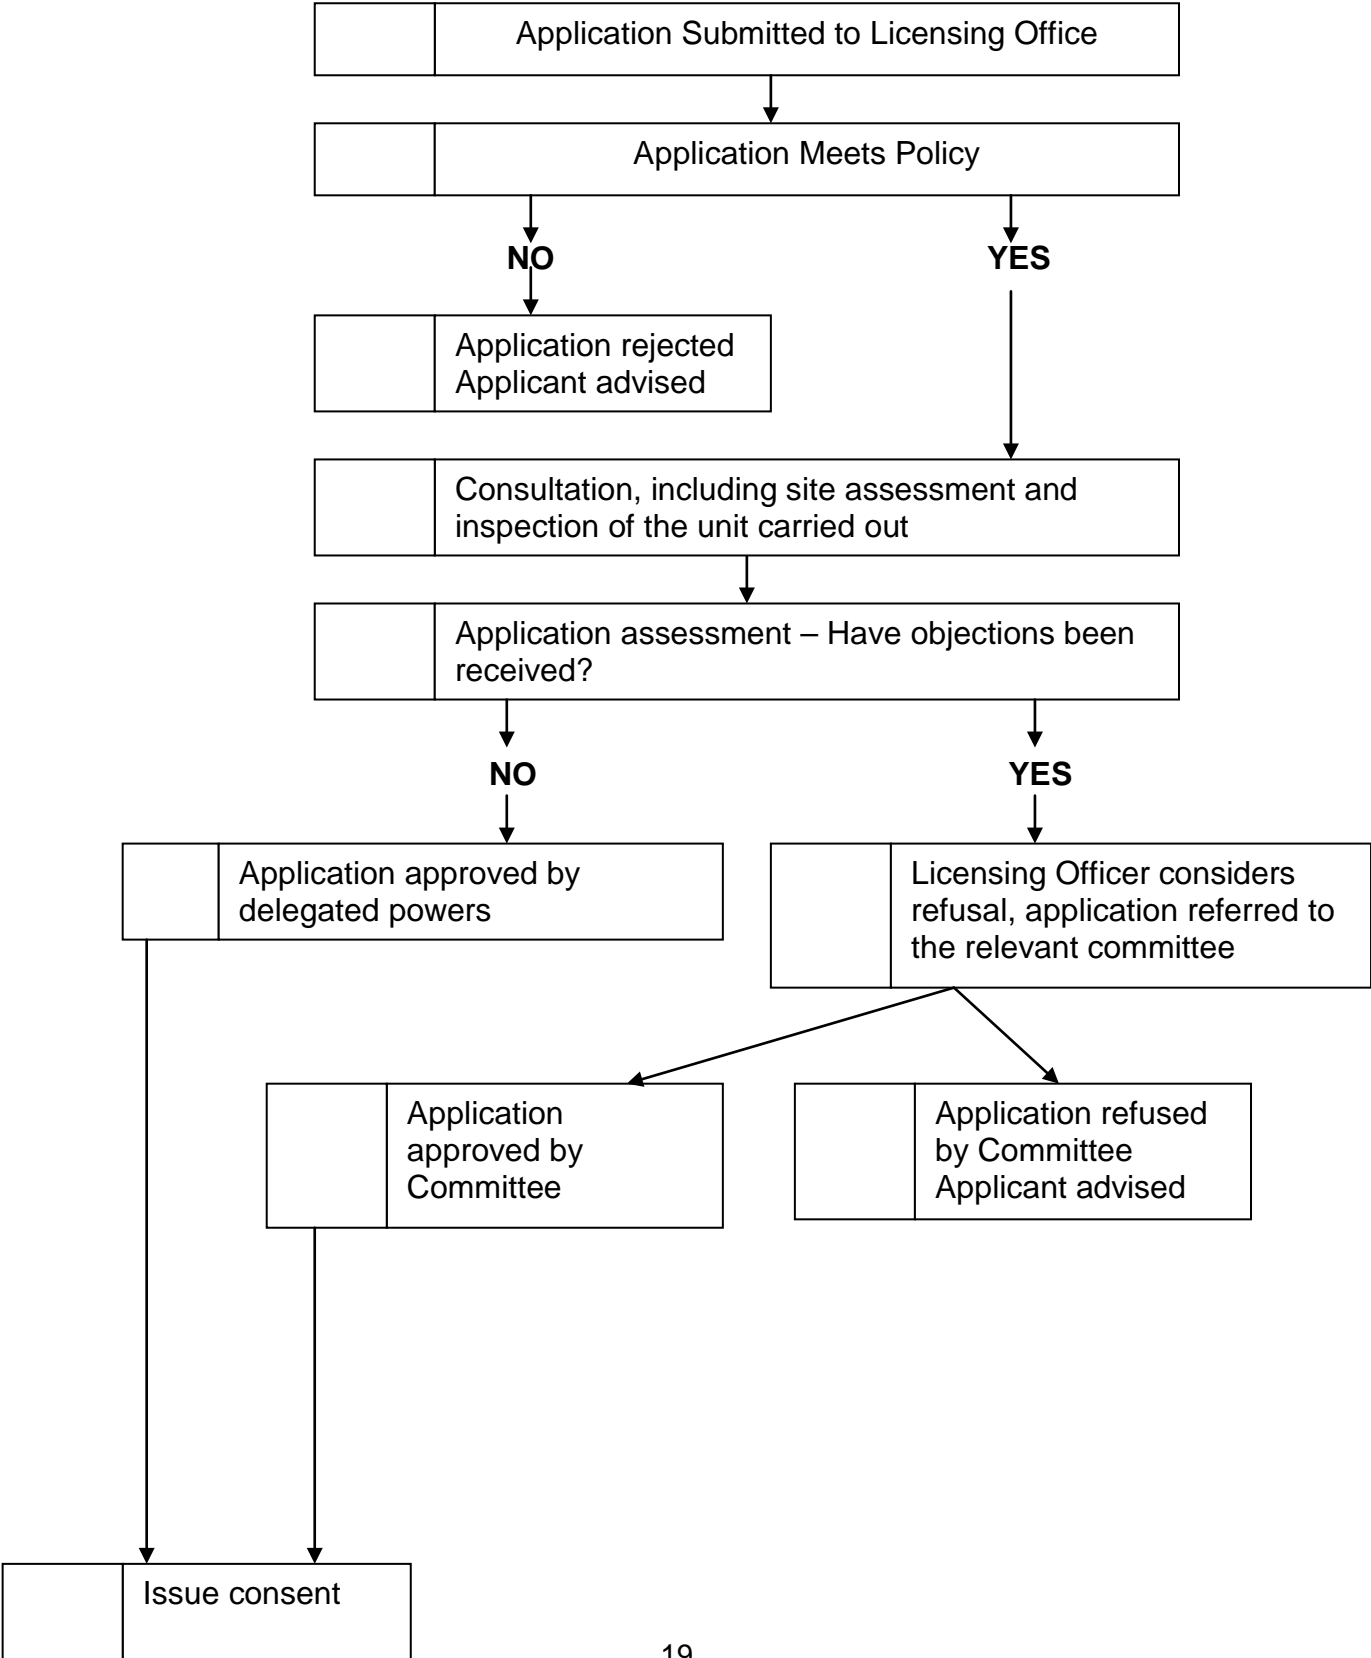 Application Submitted to Licensing Office
Application Meets Policy
NO
YES
Application rejected
Applicant advised
Consultation, including site assessment and
inspection of the unit carried out
Application assessment – Have objections been
received?
NO
YES
Application approved by
delegated powers
Licensing Officer considers
refusal, application referred to
the relevant committee
Application
approved by
Committee
Application refused
by Committee
Applicant advised
Issue consent
19